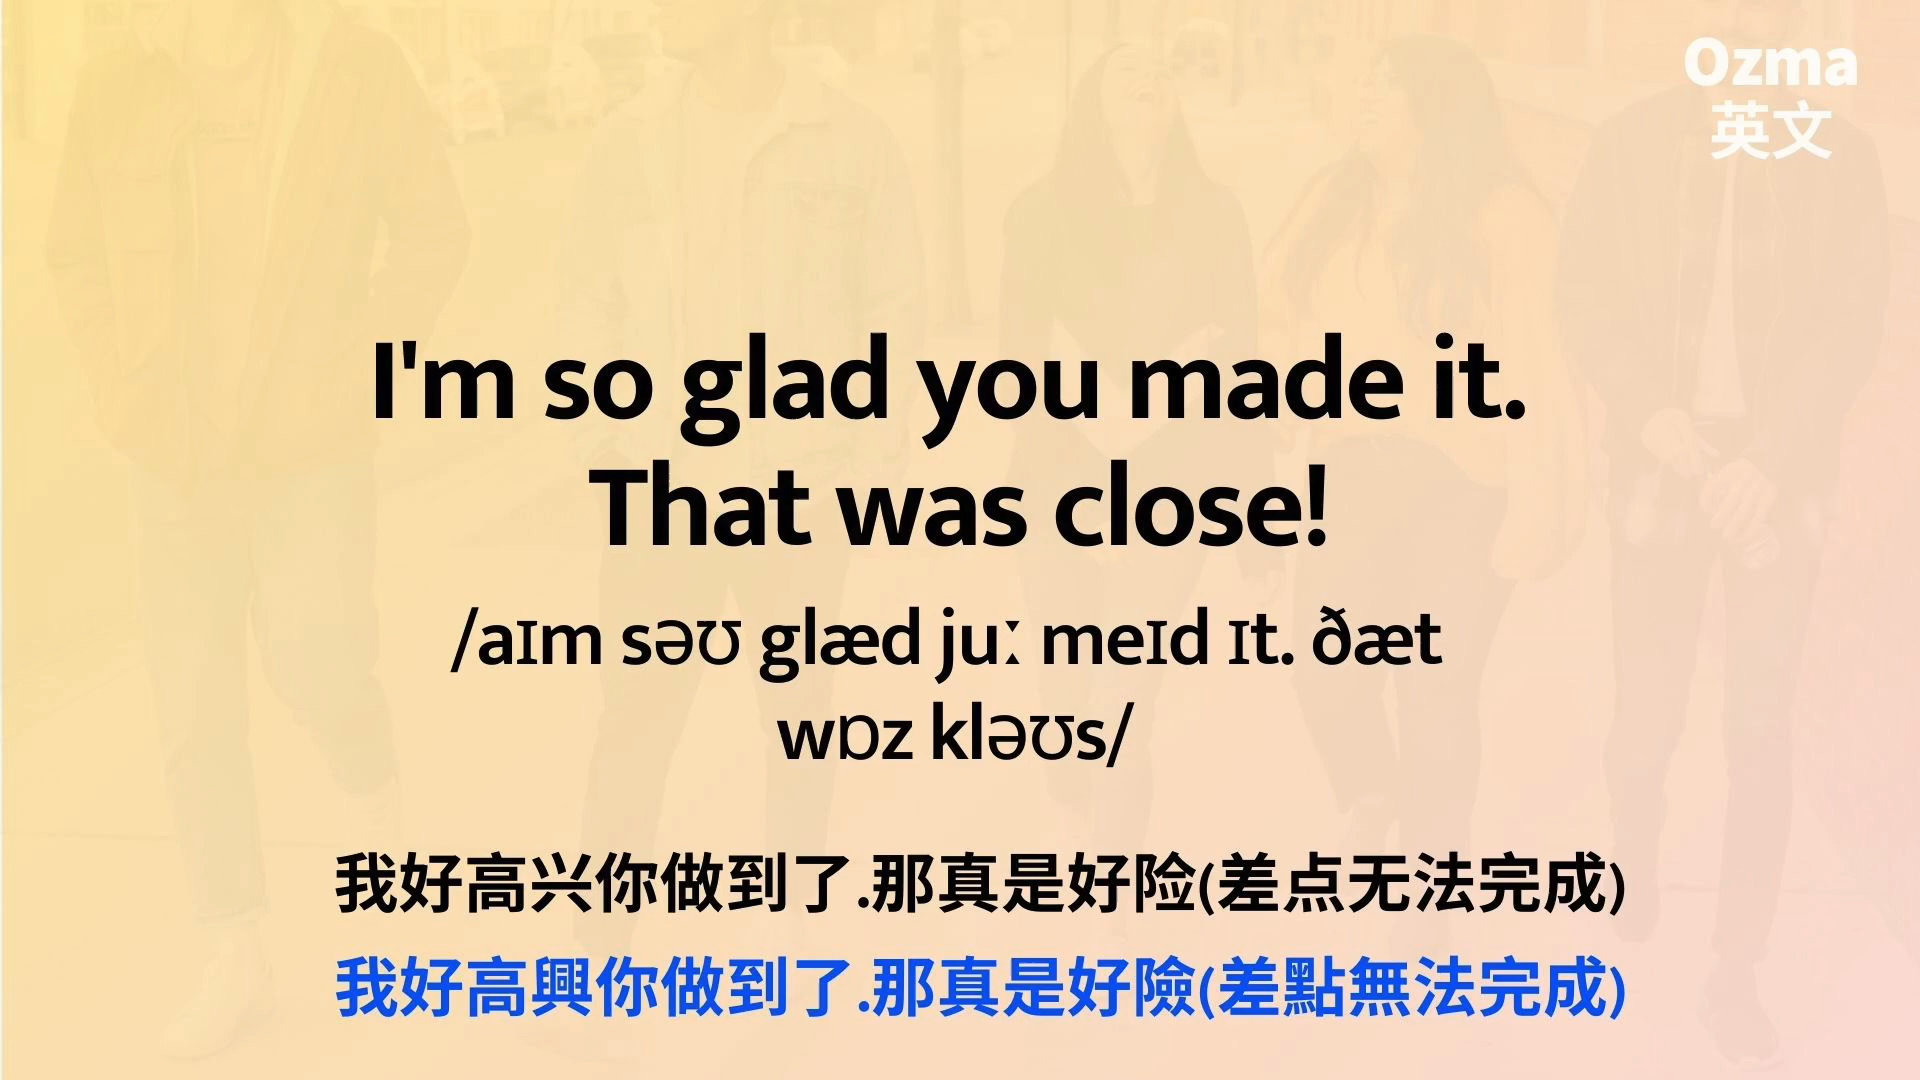 Ozma
英文
I'm so glad you made it.
That was close!
/aɪm səʊ glæd juː meɪd ɪt. ðæt
wɒz kləʊs/
我好高兴你做到了.那真是好险(差点无法完成)
我好高興你做到了.那真是好險(差點無法完成)